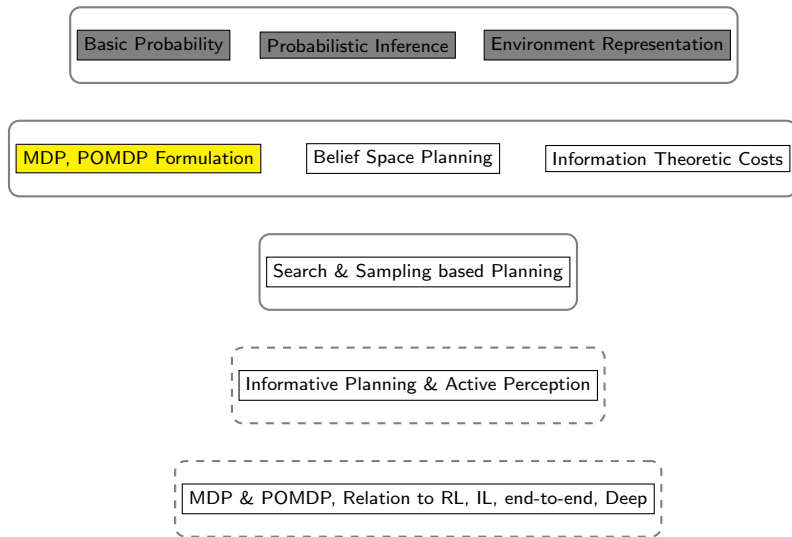 Basic Probability Probabilistic Inference Environment Representation
MDP, POMDP Formulation Belief Space Planning Information Theoretic Costs
Search & Sampling based Planning
Informative Planning & Active Perception
MDP & POMDP, Relation to RL, IL, end-to-end, Deep